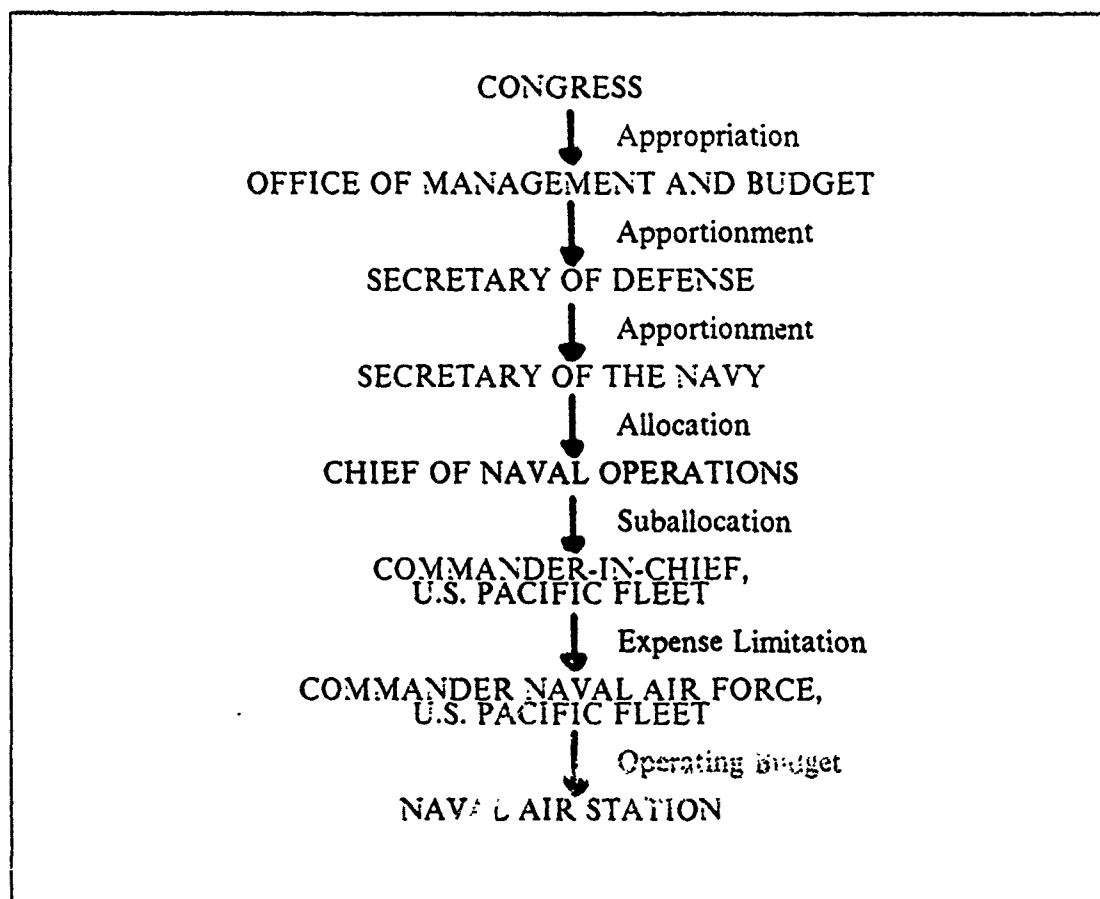 CONGRESS
Appropriation
OFFICE OF MANAGEMENT AND BUDGET
Apportionment
SECRETARY OF DEFENSE
Apportionment
SECRETARY OF THE NAVY
Allocation
CHIEF OF NAVAL OPERATIONS
Suballocation
COMMANDER-IN-CHIEF,
U.S. PACIFIC FLEET
Expense Limitation
COMMANDER NAVAL AIR FORCE,
U.S. PACIFIC FLEET
Operating Budget
NAVAL AIR STATION